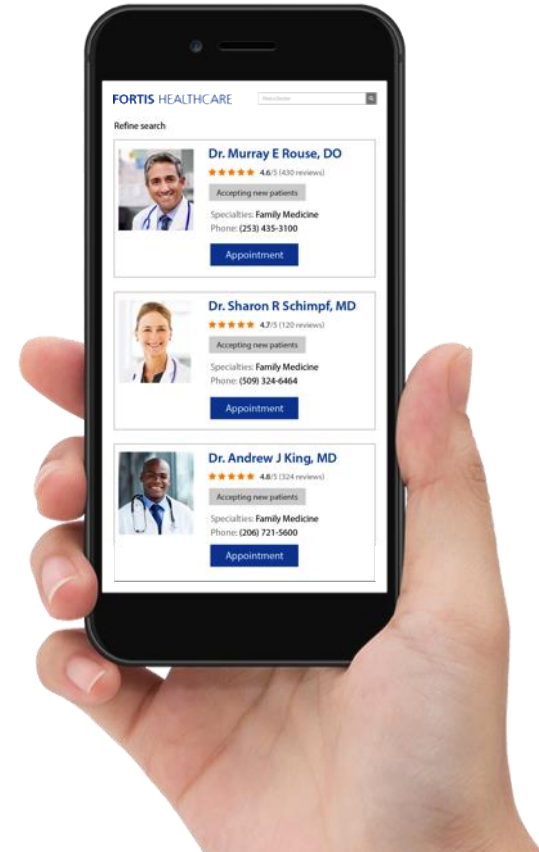 FORTIS HEALTHCARE
Find a Doctor
Refine search
Dr. Murray E Rouse, DO
4.6/5 (430 reviews)
Accepting new patients
Specialties: Family Medicine
Phone: (253) 435-3100
Appointment
Dr. Sharon R Schimpf, MD
4.7/5 (120 reviews)
Accepting new patients
Specialties: Family Medicine
Phone: (509) 324-6464
Appointment
Dr. Andrew J King, MD
4.8/5 (324 reviews)
Accepting new patients
Specialties: Family Medicine
Phone: (206) 721-5600
Appointment